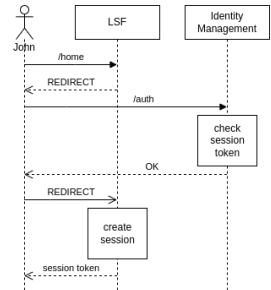 John
LSF
Identity
Management
/home
REDIRECT
/auth
check
session
token
OK
REDIRECT
create
session
session token